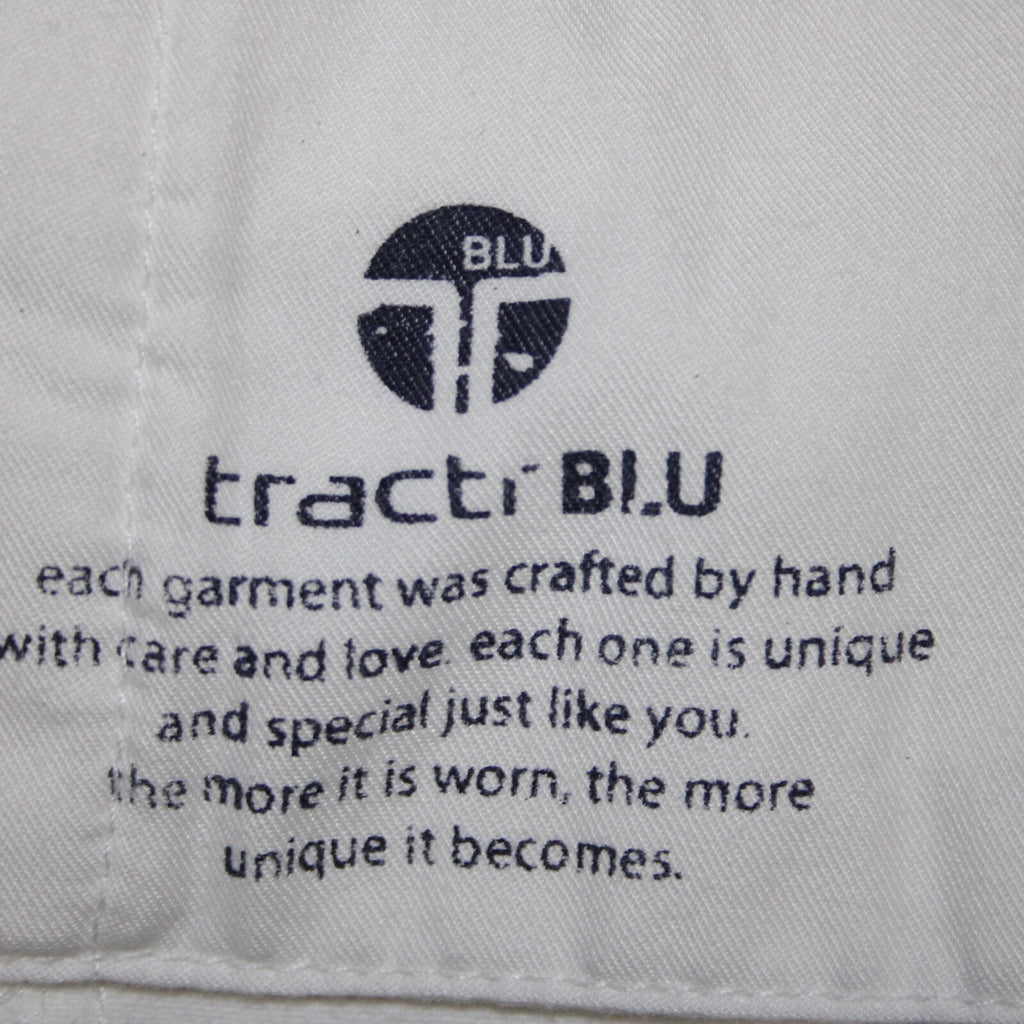 BLU
tractr BLU
each garment was crafted by hand
with care and love. each one is unique
and special just like you.
the more it is worn, the more
unique it becomes.